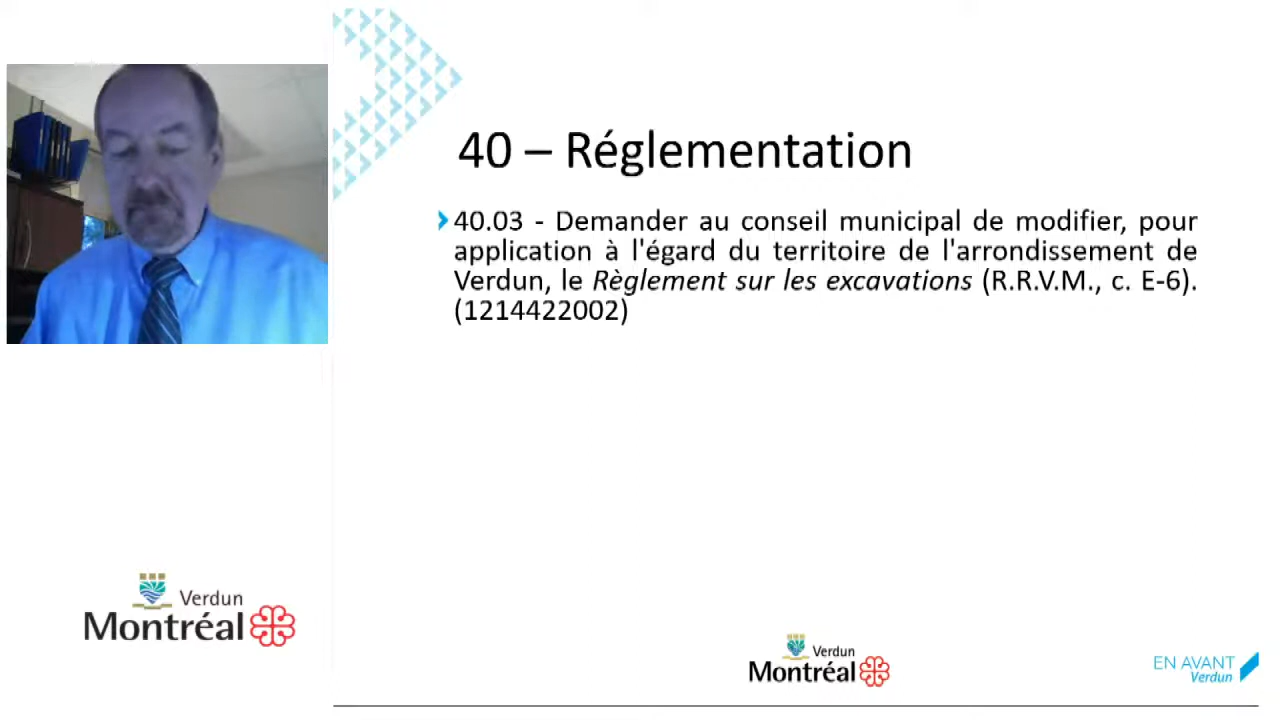 40 – Réglementation
40.03 - Demander au conseil municipal de modifier, pour
application à l'égard du territoire de l'arrondissement de
Verdun, le Règlement sur les excavations (R.R.V.M., c. E-6).
(1214422002)
Verdun
Montréal
Verdun
Montréal
EN AVANT
Verdun